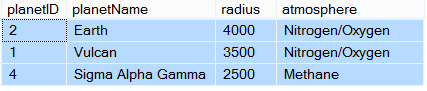 planetID planetName radius atmosphere
2 Earth 4000 Nitrogen/Oxygen
1 Vulcan 3500 Nitrogen/Oxygen
4 Sigma Alpha Gamma 2500 Methane